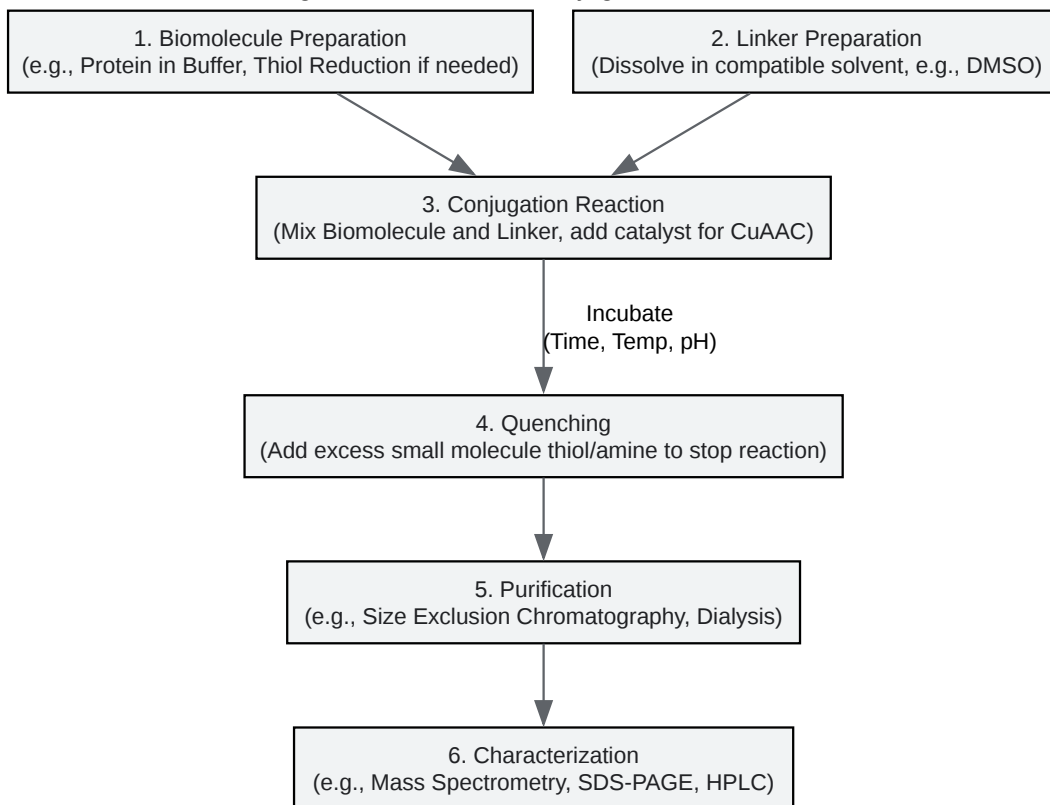 1. Biomolecule Preparation
(e.g., Protein in Buffer, Thiol Reduction if needed)
2. Linker Preparation
(Dissolve in compatible solvent, e.g., DMSO)
3. Conjugation Reaction
(Mix Biomolecule and Linker, add catalyst for CuAAC)
Incubate
(Time, Temp, pH)
4. Quenching
(Add excess small molecule thiol/amine to stop reaction)
5. Purification
(e.g., Size Exclusion Chromatography, Dialysis)
6. Characterization
(e.g., Mass Spectrometry, SDS-PAGE, HPLC)